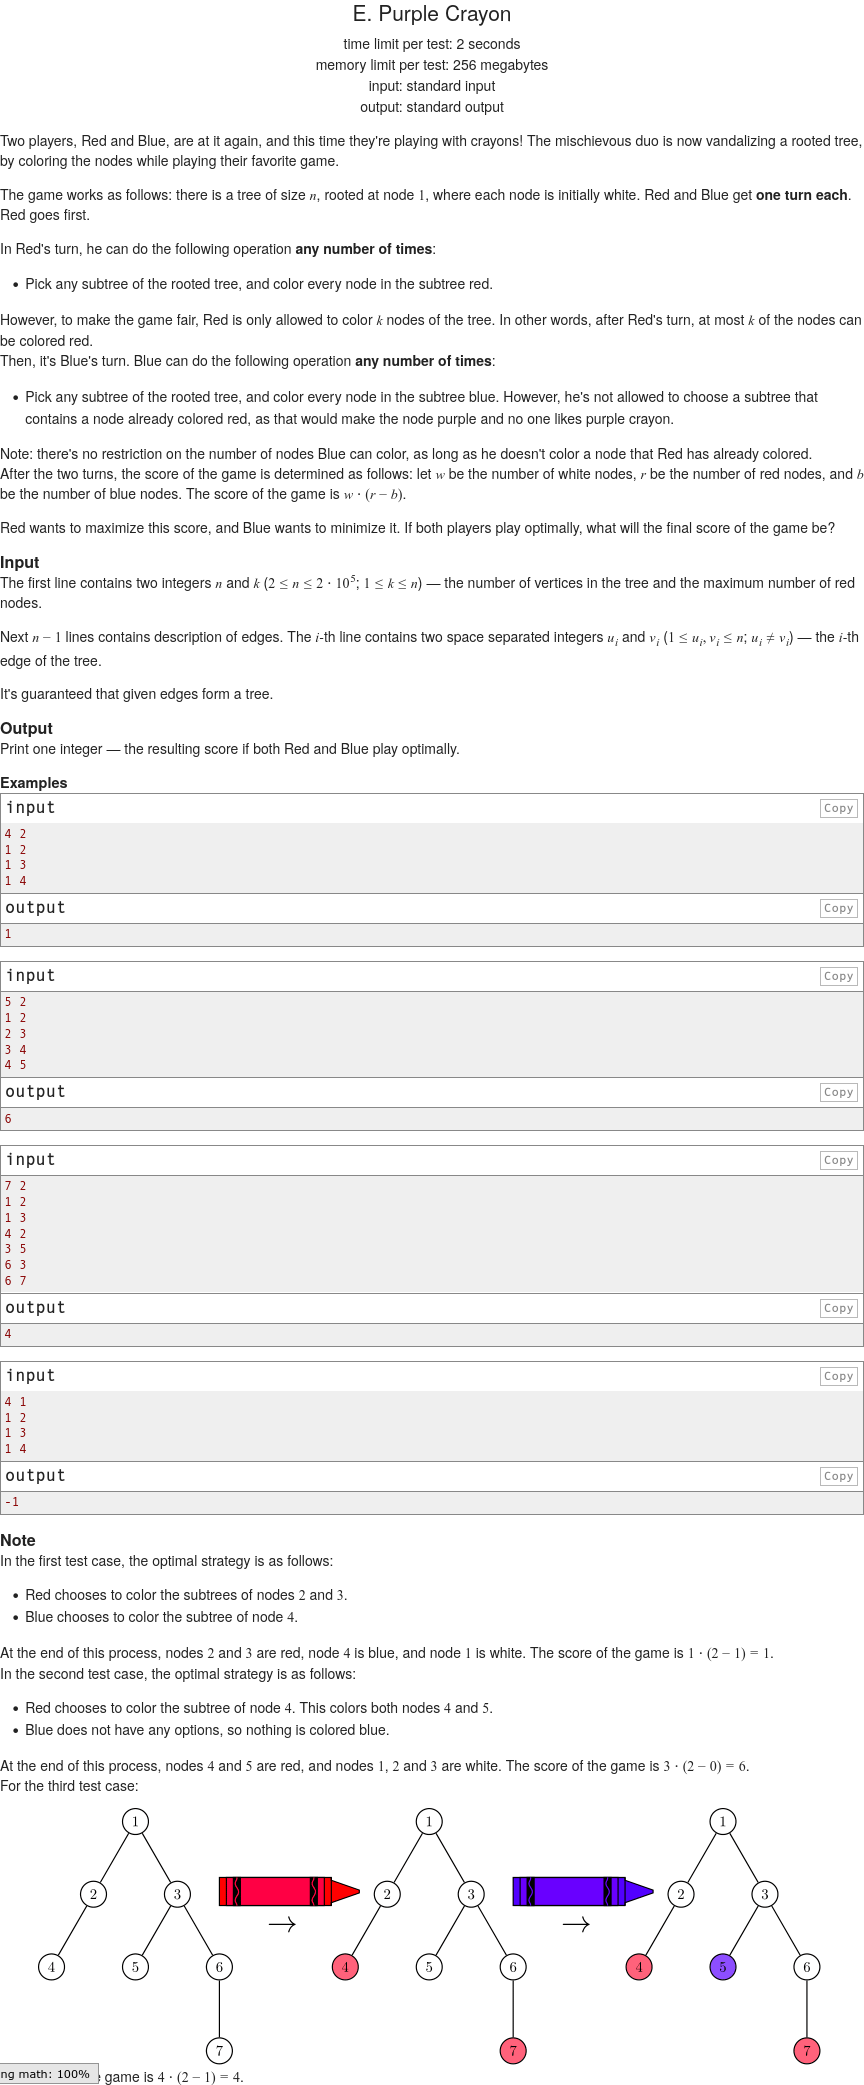 E. Purple Crayon
time limit per test: 2 seconds
memory limit per test: 256 megabytes
input: standard input
output: standard output
Two players, Red and Blue, are at it again, and this time they're playing with crayons! The mischievous duo is now vandalizing a rooted tree,
by coloring the nodes while playing their favorite game.
The game works as follows: there is a tree of size n, rooted at node 1, where each node is initially white. Red and Blue get one turn each.
Red goes first.
In Red's turn, he can do the following operation any number of times:
• Pick any subtree of the rooted tree, and color every node in the subtree red.
However, to make the game fair, Red is only allowed to color k nodes of the tree. In other words, after Red's turn, at most k of the nodes can
be colored red.
Then, it's Blue's turn. Blue can do the following operation any number of times:
• Pick any subtree of the rooted tree, and color every node in the subtree blue. However, he's not allowed to choose a subtree that
contains a node already colored red, as that would make the node purple and no one likes purple crayon.
Note: there's no restriction on the number of nodes Blue can color, as long as he doesn't color a node that Red has already colored.
After the two turns, the score of the game is determined as follows: let w be the number of white nodes, r be the number of red nodes, and b
be the number of blue nodes. The score of the game is w · (r − b).
Red wants to maximize this score, and Blue wants to minimize it. If both players play optimally, what will the final score of the game be?
Input
The first line contains two integers n and k (2 ≤ n ≤ 2 · 10⁵; 1 ≤ k ≤ n) — the number of vertices in the tree and the maximum number of red
nodes.
Next n − 1 lines contains description of edges. The i-th line contains two space separated integers uᵢ and vᵢ (1 ≤ uᵢ, vᵢ ≤ n; uᵢ ≠ vᵢ) — the i-th
edge of the tree.
It's guaranteed that given edges form a tree.
Output
Print one integer — the resulting score if both Red and Blue play optimally.
Examples
input Copy
4 2
1 2
1 3
1 4
output Copy
1
input Copy
5 2
1 2
2 3
3 4
4 5
output Copy
6
input Copy
7 2
1 2
1 3
4 2
3 5
6 3
6 7
output Copy
4
input Copy
4 1
1 2
1 3
1 4
output Copy
-1
Note
In the first test case, the optimal strategy is as follows:
• Red chooses to color the subtrees of nodes 2 and 3.
• Blue chooses to color the subtree of node 4.
At the end of this process, nodes 2 and 3 are red, node 4 is blue, and node 1 is white. The score of the game is 1 · (2 − 1) = 1.
In the second test case, the optimal strategy is as follows:
• Red chooses to color the subtree of node 4. This colors both nodes 4 and 5.
• Blue does not have any options, so nothing is colored blue.
At the end of this process, nodes 4 and 5 are red, and nodes 1, 2 and 3 are white. The score of the game is 3 · (2 − 0) = 6.
For the third test case:
1 1 1
2 3 2 3 2 3
4 5 6 4 5 6 4 5 6
7 7 7
ng math: 100% game is 4 · (2 − 1) = 4.